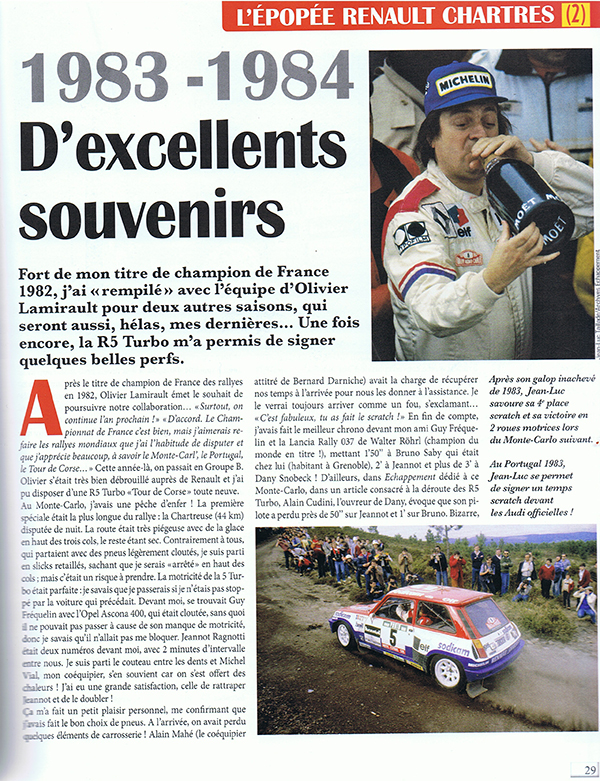 L'ÉPOPÉE RENAULT CHARTRES (2)
1983 -1984
D'excellents
souvenirs
Fort de mon titre de champion de France
1982, j'ai «rempilé» avec l'équipe d'Olivier
Lamirault pour deux autres saisons, qui
seront aussi, hélas, mes dernières... Une fois
encore, la R5 Turbo m'a permis de signer
quelques belles perfs.
Après le titre de champion de France des rallyes
en 1982, Olivier Lamirault émet le souhait de
poursuivre notre collaboration... «Surtout, on
continue l'an prochain !» «D'accord. Le Cham-
pionnat de France c'est bien, mais j'aimerais re-
faire les rallyes mondiaux que j'ai l'habitude de disputer et
que j'apprécie beaucoup, à savoir le Monte-Carl', le Portugal,
le Tour de Corse... » Cette année-là, on passait en Groupe B.
Olivier s'était très bien débrouillé auprès de Renault et j'ai
pu disposer d'une R5 Turbo «Tour de Corse» toute neuve.
Au Monte-Carlo, j'avais une pêche d'enfer ! La première
spéciale était la plus longue du rallye : la Chartreuse (44 km)
disputée de nuit. La route était très piégeuse avec de la glace
en haut des trois cols, le reste étant sec. Contrairement à tous,
qui partaient avec des pneus légèrement cloutés, je suis parti
en slicks retaillés, sachant que je serais «arrêté» en haut des
cols ; mais c'était un risque à prendre. La motricité de la 5 Tur-
bo était parfaite : je savais que je passerais si je n'étais pas stop-
pé par la voiture qui précédait. Devant moi, se trouvait Guy
Fréquelin avec l'Opel Ascona 400, qui était cloutée, sans quoi
il ne pouvait pas passer à cause de son manque de motricité,
donc je savais qu'il n'allait pas me bloquer. Jeannot Ragnotti
était deux numéros devant moi, avec 2 minutes d'intervalle
entre nous. Je suis parti le couteau entre les dents et Michel
Vial, mon coéquipier, s'en souvient car on s'est offert des
chaleurs ! J'ai eu une grande satisfaction, celle de rattraper
Jeannot et de le doubler !
Ça m'a fait un petit plaisir personnel, me confirmant que
j'avais fait le bon choix de pneus. A l'arrivée, on avait perdu
quelques éléments de carrosserie ! Alain Mahé (le coéquipier
attitré de Bernard Darniche) avait la charge de récupérer
nos temps à l'arrivée pour nous les donner à l'assistance. Je
le verrai toujours arriver comme un fou, s'exclamant...
«C'est fabuleux, tu as fait le scratch !» En fin de compte,
j'avais fait le meilleur chrono devant mon ami Guy Fréque-
lin et la Lancia Rally 037 de Walter Röhrl (champion du
monde en titre !), mettant 1'50'' à Bruno Saby qui était
chez lui (habitant à Grenoble), 2' à Jeannot et plus de 3' à
Dany Snobeck ! D'ailleurs, dans Echappement dédié à ce
Monte-Carlo, dans un article consacré à la déroute des R5
Turbo, Alain Cudini, l'ouvreur de Dany, évoque que son pi-
lote a perdu près de 50'' sur Jeannot et 1' sur Bruno. Bizarre,
Après son galop inachevé
de 1983, Jean-Luc
savoure sa 4e place
scratch et sa victoire en
2 roues motrices lors
du Monte-Carlo suivant.
Au Portugal 1983,
Jean-Luc se permet
de signer un temps
scratch devant
les Audi officielles !
MICHELIN
elf
MOËT
MOËT
sodicam
elf
5
29